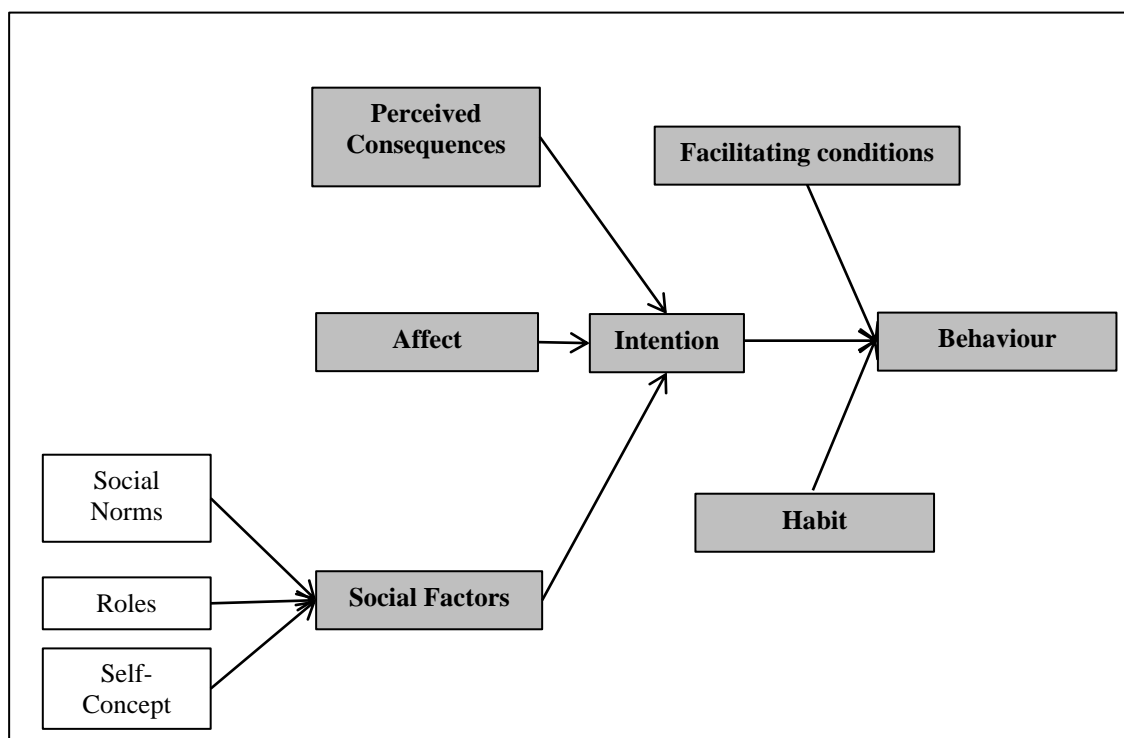 Perceived
Consequences
Facilitating conditions
Affect
Intention
Behaviour
Social
Norms
Habit
Roles
Social Factors
Self-
Concept